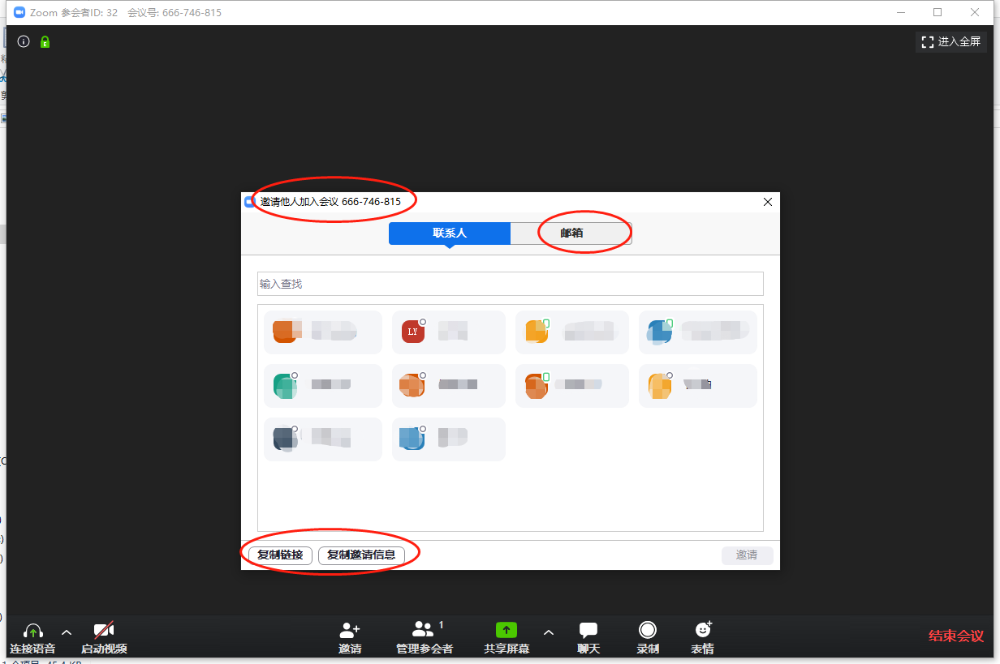 Zoom 参会者ID: 32 会议号: 666-746-815
进入全屏
邀请他人加入会议 666-746-815
联系人
邮箱
输入查找
LY
复制链接
复制邀请信息
邀请
1
连接语音
启动视频
邀请
管理参会者
共享屏幕
聊天
录制
表情
结束会议